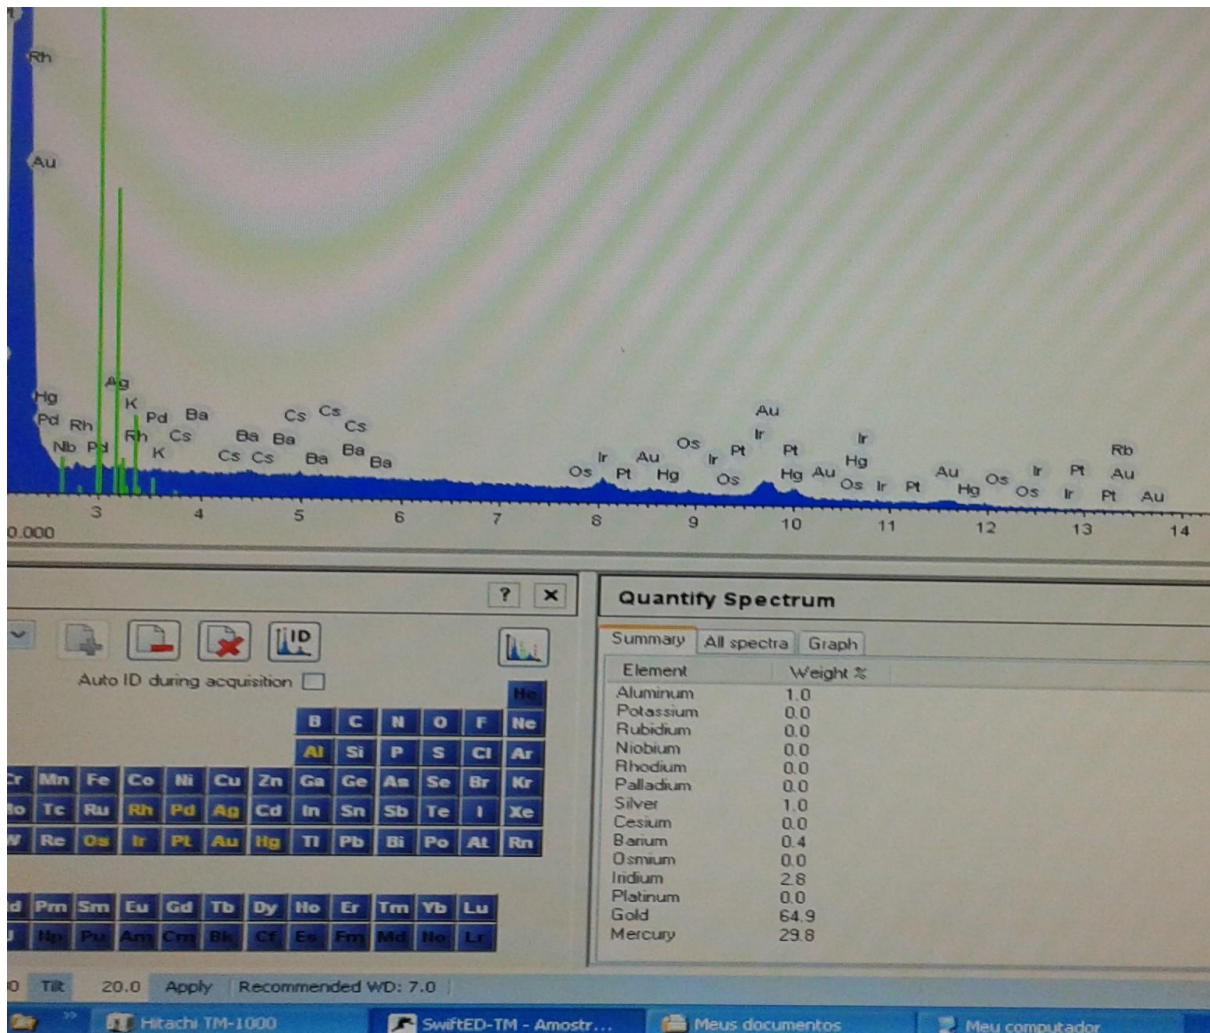 Rh
Au
Ag
Hg K
Pd Rh Pd Ba Cs Cs Cs
Nb Pd Rh K Cs Ba Ba Ba Ba
Cs Cs Ba
Au
Ir Au Os Ir Pt Pt Ir
Os Pt Hg Ir Os Hg Au Hg Os Ir Pt Au Hg Os Os Ir Ir Pt Pt Rb Au Au
3 4 5 6 7 8 9 10 11 12 13 14
0.000
?
ID
Auto ID during acquisition
He
B C N O F Ne
Al Si P S Cl Ar
Cr Mn Fe Co Ni Cu Zn Ga Ge As Se Br Kr
Mo Tc Ru Rh Pd Ag Cd In Sn Sb Te I Xe
W Re Os Ir Pt Au Hg Tl Pb Bi Po At Rn
d Pm Sm Eu Gd Tb Dy Ho Er Tm Yb Lu
Np Pu Am Cm Bk Cf Es Fm Md No Lr
Quantify Spectrum
Summary All spectra Graph
Element Weight %
Aluminum 1.0
Potassium 0.0
Rubidium 0.0
Niobium 0.0
Rhodium 0.0
Palladium 0.0
Silver 1.0
Cesium 0.0
Barium 0.4
Osmium 0.0
Iridium 2.8
Platinum 0.0
Gold 64.9
Mercury 29.8
0 Tilt 20.0 Apply Recommended WD: 7.0
Hitachi TM-1000 SwiftED-TM - Amostr... Meus documentos Meu computador